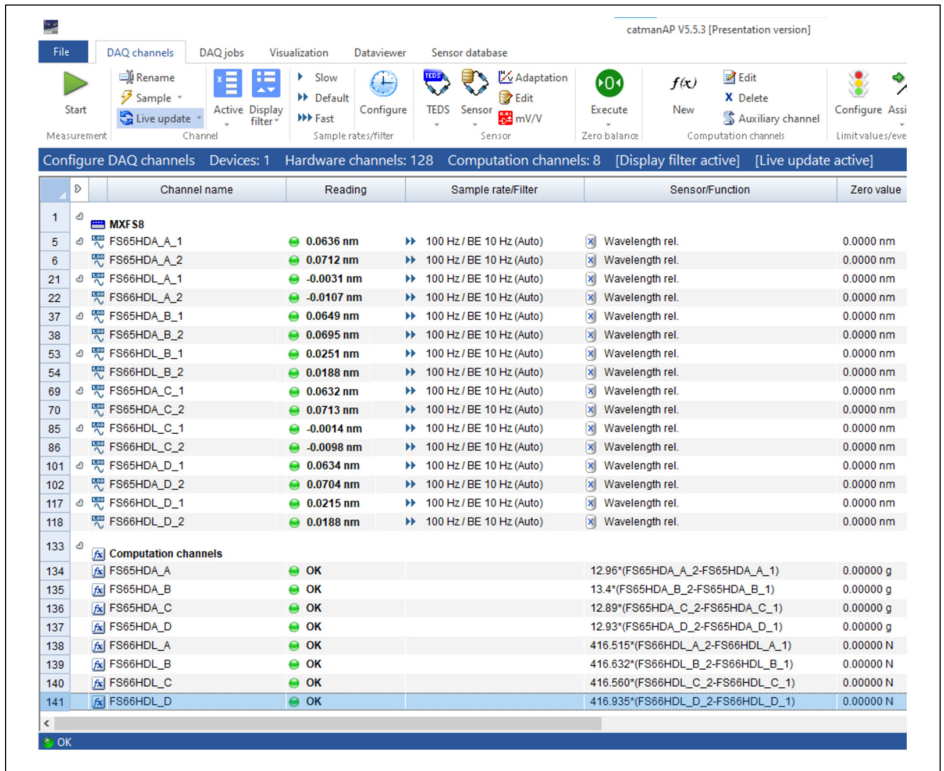 catmanAP V5.5.3 [Presentation version]
File DAQ channels DAQ jobs Visualization Dataviewer Sensor database
Start
Rename
Sample
Live update
Active
Display filter
Slow
Default
Fast
Configure
TEDS
Sensor
Adaptation
Edit
mV/V
Execute
f(x)
New
Edit
Delete
Auxiliary channel
Configure Assi
Measurement Channel Sample rates/filter Sensor Zero balance Computation channels Limit values/eve
Configure DAQ channels Devices: 1 Hardware channels: 128 Computation channels: 8 [Display filter active] [Live update active]
Channel name Reading Sample rate/Filter Sensor/Function Zero value
1 MXFS8
5 FS65HDA_A_1 0.0636 nm 100 Hz / BE 10 Hz (Auto) Wavelength rel. 0.0000 nm
6 FS65HDA_A_2 0.0712 nm 100 Hz / BE 10 Hz (Auto) Wavelength rel. 0.0000 nm
21 FS66HDL_A_1 -0.0031 nm 100 Hz / BE 10 Hz (Auto) Wavelength rel. 0.0000 nm
22 FS66HDL_A_2 -0.0107 nm 100 Hz / BE 10 Hz (Auto) Wavelength rel. 0.0000 nm
37 FS65HDA_B_1 0.0649 nm 100 Hz / BE 10 Hz (Auto) Wavelength rel. 0.0000 nm
38 FS65HDA_B_2 0.0695 nm 100 Hz / BE 10 Hz (Auto) Wavelength rel. 0.0000 nm
53 FS66HDL_B_1 0.0251 nm 100 Hz / BE 10 Hz (Auto) Wavelength rel. 0.0000 nm
54 FS66HDL_B_2 0.0188 nm 100 Hz / BE 10 Hz (Auto) Wavelength rel. 0.0000 nm
69 FS65HDA_C_1 0.0632 nm 100 Hz / BE 10 Hz (Auto) Wavelength rel. 0.0000 nm
70 FS65HDA_C_2 0.0713 nm 100 Hz / BE 10 Hz (Auto) Wavelength rel. 0.0000 nm
85 FS66HDL_C_1 -0.0014 nm 100 Hz / BE 10 Hz (Auto) Wavelength rel. 0.0000 nm
86 FS66HDL_C_2 -0.0098 nm 100 Hz / BE 10 Hz (Auto) Wavelength rel. 0.0000 nm
101 FS65HDA_D_1 0.0634 nm 100 Hz / BE 10 Hz (Auto) Wavelength rel. 0.0000 nm
102 FS65HDA_D_2 0.0704 nm 100 Hz / BE 10 Hz (Auto) Wavelength rel. 0.0000 nm
117 FS66HDL_D_1 0.0215 nm 100 Hz / BE 10 Hz (Auto) Wavelength rel. 0.0000 nm
118 FS66HDL_D_2 0.0188 nm 100 Hz / BE 10 Hz (Auto) Wavelength rel. 0.0000 nm
133 Computation channels
134 FS65HDA_A OK 12.96*(FS65HDA_A_2-FS65HDA_A_1) 0.00000 g
135 FS65HDA_B OK 13.4*(FS65HDA_B_2-FS65HDA_B_1) 0.00000 g
136 FS65HDA_C OK 12.89*(FS65HDA_C_2-FS65HDA_C_1) 0.00000 g
137 FS65HDA_D OK 12.93*(FS65HDA_D_2-FS65HDA_D_1) 0.00000 g
138 FS66HDL_A OK 416.515*(FS66HDL_A_2-FS66HDL_A_1) 0.00000 N
139 FS66HDL_B OK 416.632*(FS66HDL_B_2-FS66HDL_B_1) 0.00000 N
140 FS66HDL_C OK 416.560*(FS66HDL_C_2-FS66HDL_C_1) 0.00000 N
141 FS66HDL_D OK 416.935*(FS66HDL_D_2-FS66HDL_D_1) 0.00000 N
OK